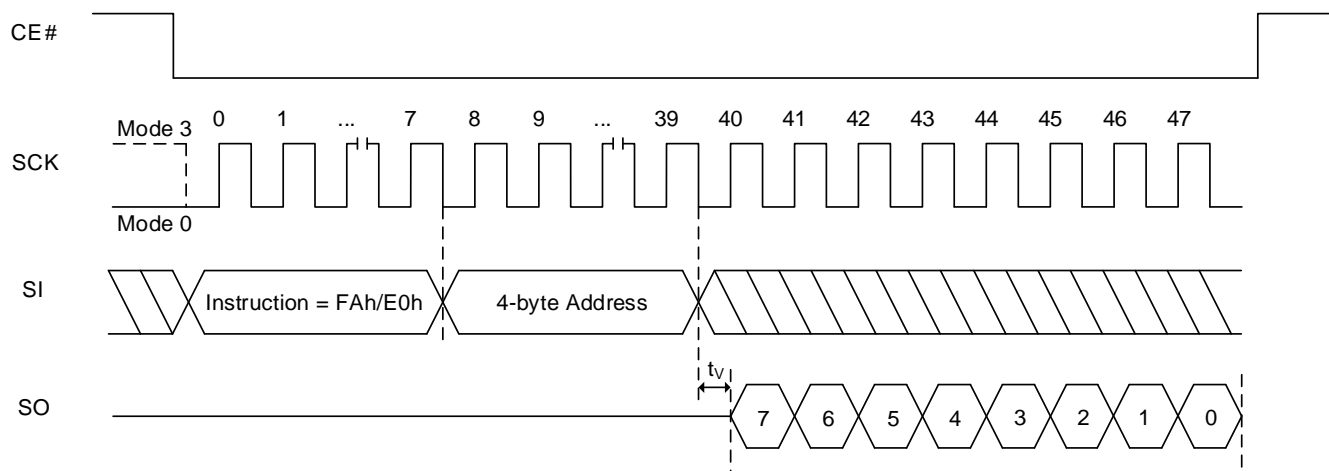 CE#
0 1 ... 7 8 9 ... 39 40 41 42 43 44 45 46 47
Mode 3
SCK
Mode 0
SI
Instruction = FAh/E0h
4-byte Address
tV
SO
7 6 5 4 3 2 1 0